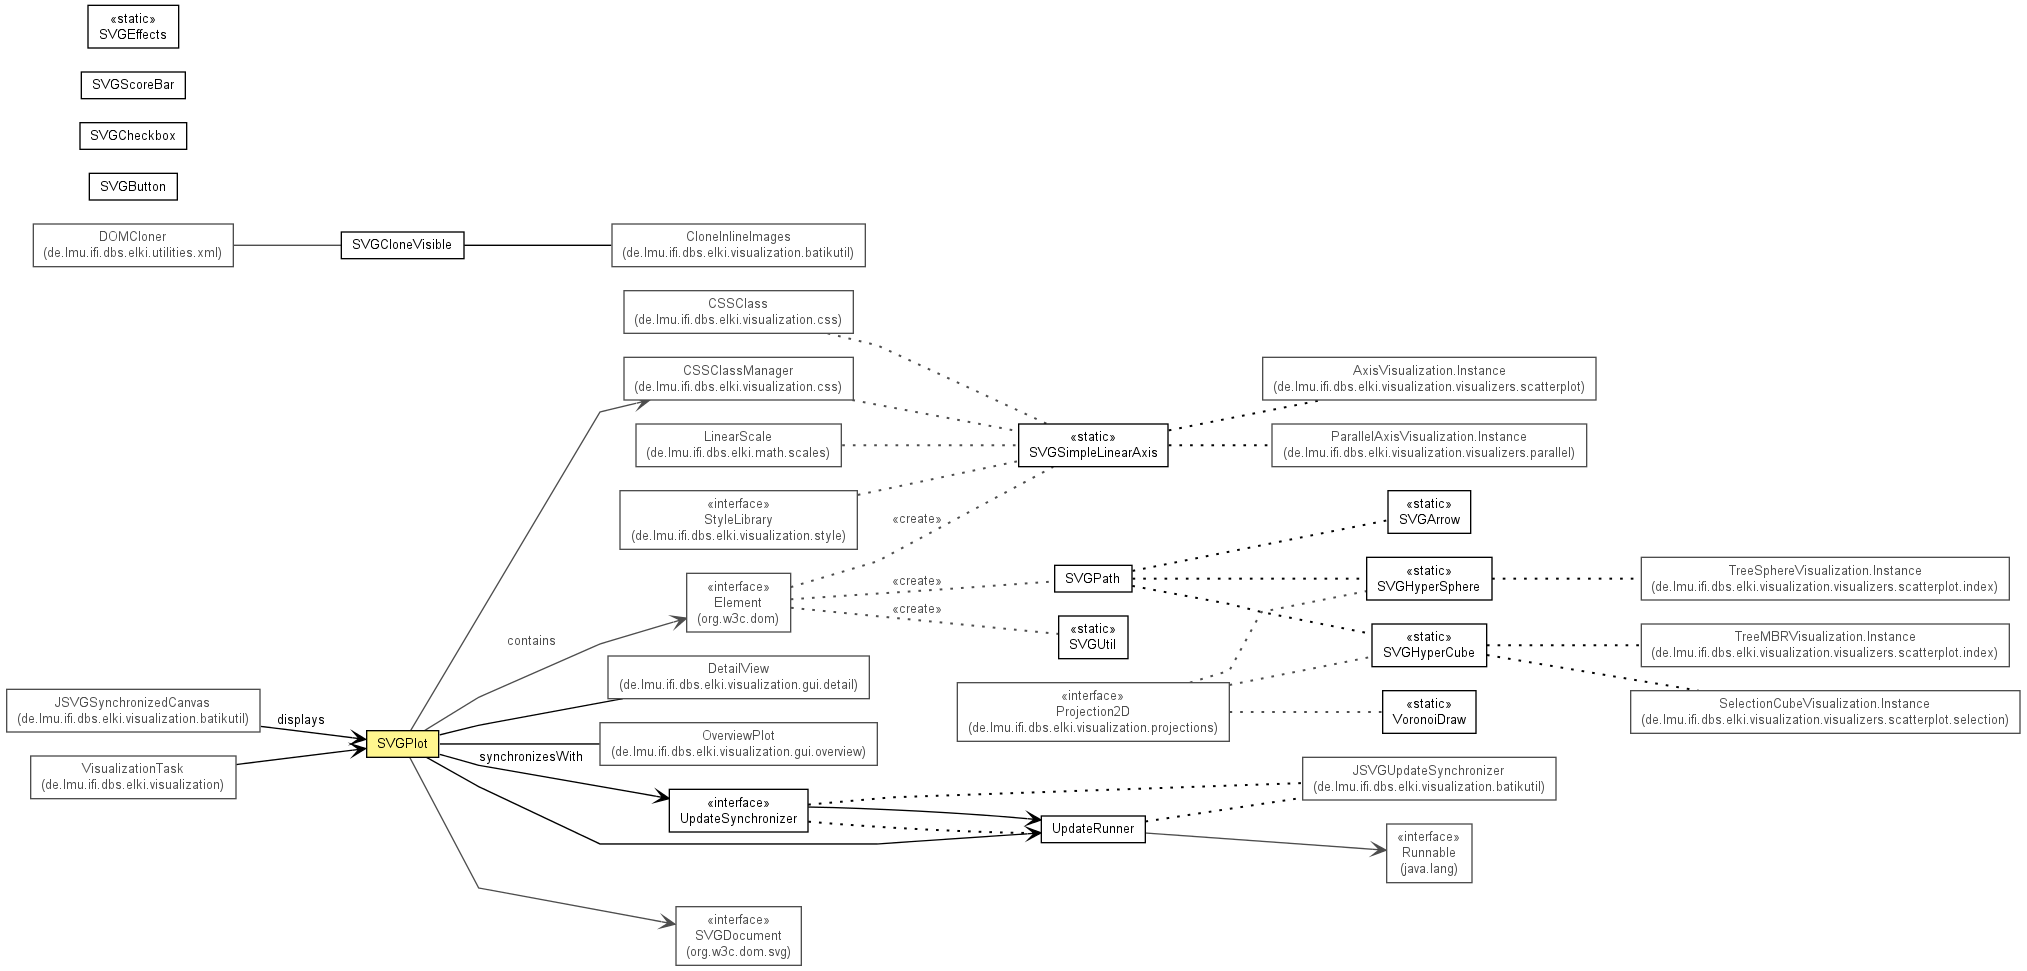 «static»
SVGEffects
SVGScoreBar
SVGCheckbox
SVGButton
DOMCloner
(de.lmu.ifi.dbs.elki.utilities.xml)
SVGCloneVisible
CloneInlineImages
(de.lmu.ifi.dbs.elki.visualization.batikutil)
CSSClass
(de.lmu.ifi.dbs.elki.visualization.css)
CSSClassManager
(de.lmu.ifi.dbs.elki.visualization.css)
LinearScale
(de.lmu.ifi.dbs.elki.math.scales)
«static»
SVGSimpleLinearAxis
AxisVisualization.Instance
(de.lmu.ifi.dbs.elki.visualization.visualizers.scatterplot)
ParallelAxisVisualization.Instance
(de.lmu.ifi.dbs.elki.visualization.visualizers.parallel)
«interface»
StyleLibrary
(de.lmu.ifi.dbs.elki.visualization.style)
«create»
«static»
SVGArrow
«interface»
Element
(org.w3c.dom)
«create»
«create»
SVGPath
«static»
SVGUtil
«static»
SVGHyperSphere
TreeSphereVisualization.Instance
(de.lmu.ifi.dbs.elki.visualization.visualizers.scatterplot.index)
«static»
SVGHyperCube
TreeMBRVisualization.Instance
(de.lmu.ifi.dbs.elki.visualization.visualizers.scatterplot.index)
contains
DetailView
(de.lmu.ifi.dbs.elki.visualization.gui.detail)
«interface»
Projection2D
(de.lmu.ifi.dbs.elki.visualization.projections)
«static»
VoronoiDraw
SelectionCubeVisualization.Instance
(de.lmu.ifi.dbs.elki.visualization.visualizers.scatterplot.selection)
JSVGSynchronizedCanvas
(de.lmu.ifi.dbs.elki.visualization.batikutil)
displays
SVGPlot
OverviewPlot
(de.lmu.ifi.dbs.elki.visualization.gui.overview)
synchronizesWith
VisualizationTask
(de.lmu.ifi.dbs.elki.visualization)
«interface»
UpdateSynchronizer
UpdateRunner
JSVGUpdateSynchronizer
(de.lmu.ifi.dbs.elki.visualization.batikutil)
«interface»
Runnable
(java.lang)
«interface»
SVGDocument
(org.w3c.dom.svg)